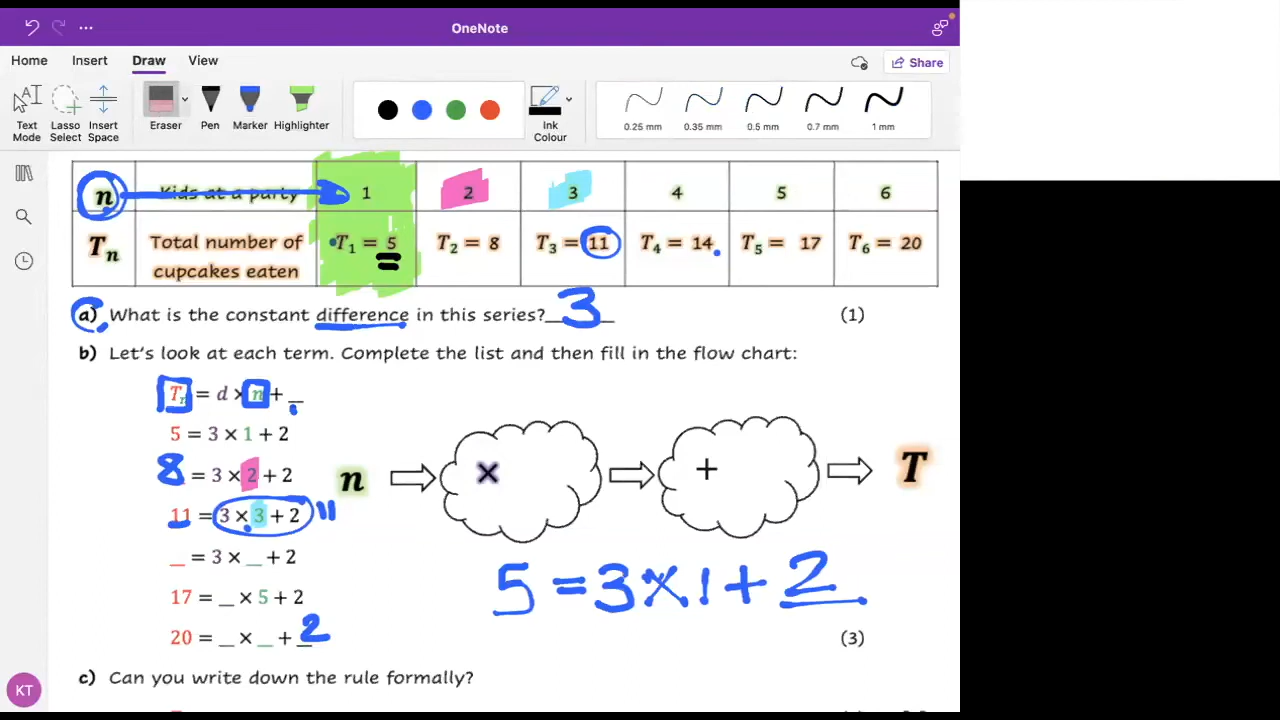 OneNote
Home Insert Draw View
Share
Text Mode
Lasso Select
Insert Space
Eraser
Pen
Marker
Highlighter
Ink Colour
0.25 mm
0.35 mm
0.5 mm
0.7 mm
1 mm
n Kids at a party 1 2 3 4 5 6
Tₙ Total number of cupcakes eaten T₁ = 5 T₂ = 8 T₃ = 11 T₄ = 14 T₅ = 17 T₆ = 20
a) What is the constant difference in this series? 3 (1)
b) Let's look at each term. Complete the list and then fill in the flow chart:
Tₙ = d × n + _
5 = 3 × 1 + 2
8 = 3 × 2 + 2
11 = 3 × 3 + 2 11
_ = 3 × _ + 2
17 = _ × 5 + 2
20 = _ × _ + 2
n × + T
5 = 3 × 1 + 2
(3)
c) Can you write down the rule formally?
KT